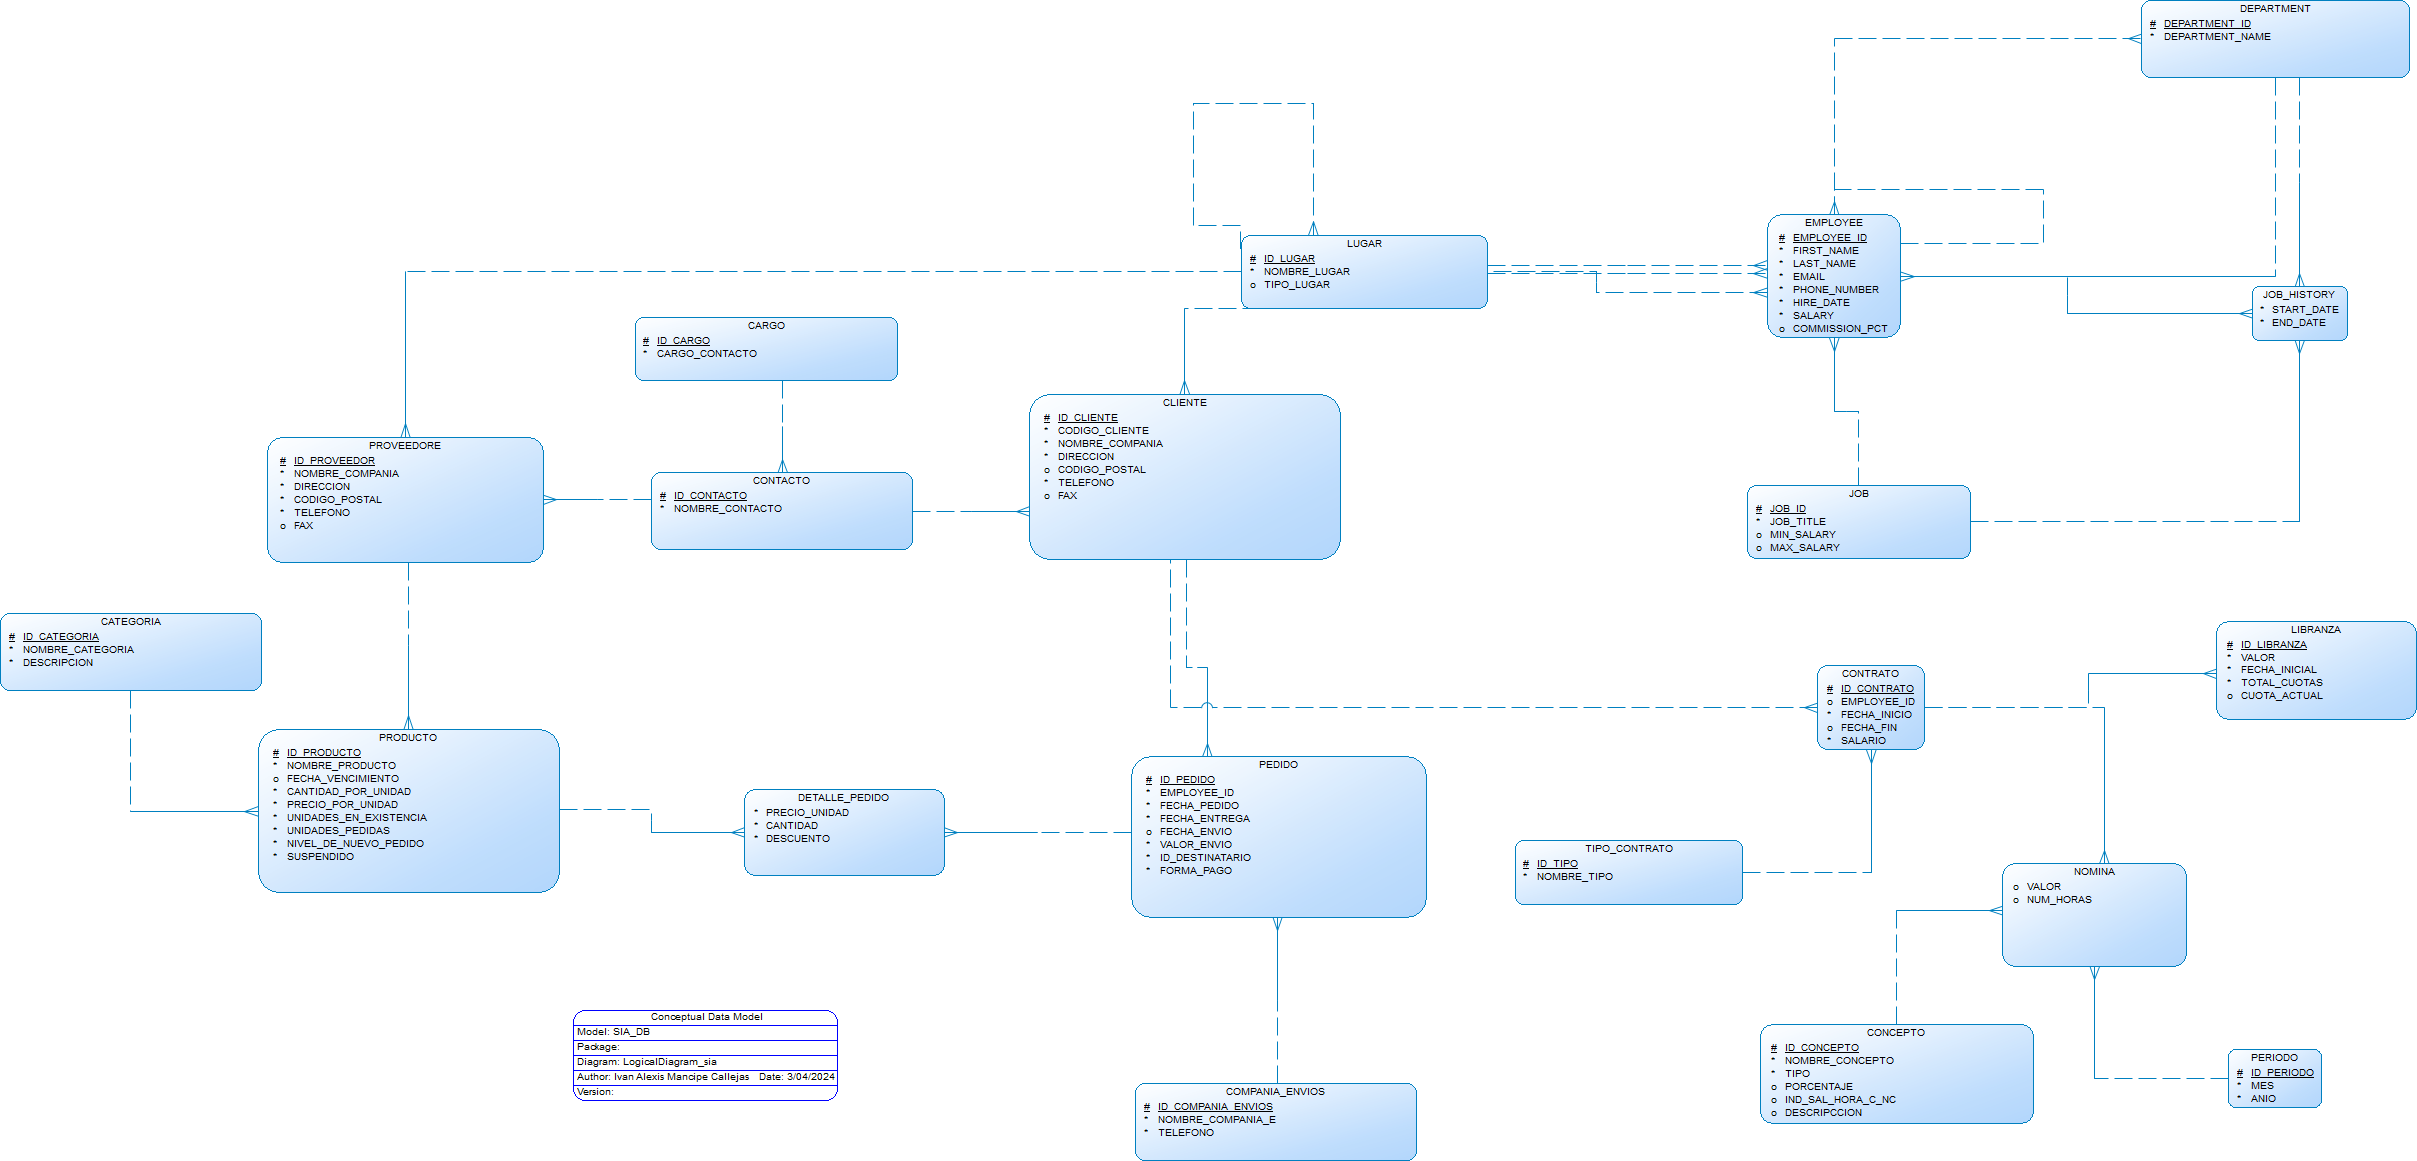 DEPARTMENT
# DEPARTMENT_ID
* DEPARTMENT_NAME
LUGAR
# ID_LUGAR
* NOMBRE_LUGAR
o TIPO_LUGAR
EMPLOYEE
# EMPLOYEE_ID
* FIRST_NAME
* LAST_NAME
* EMAIL
* PHONE_NUMBER
* HIRE_DATE
* SALARY
o COMMISSION_PCT
JOB_HISTORY
* START_DATE
* END_DATE
CARGO
# ID_CARGO
* CARGO_CONTACTO
CLIENTE
# ID_CLIENTE
* CODIGO_CLIENTE
* NOMBRE_COMPANIA
* DIRECCION
o CODIGO_POSTAL
* TELEFONO
o FAX
PROVEEDORE
# ID_PROVEEDOR
* NOMBRE_COMPANIA
* DIRECCION
* CODIGO_POSTAL
* TELEFONO
o FAX
CONTACTO
# ID_CONTACTO
* NOMBRE_CONTACTO
JOB
# JOB_ID
* JOB_TITLE
o MIN_SALARY
o MAX_SALARY
CATEGORIA
# ID_CATEGORIA
* NOMBRE_CATEGORIA
* DESCRIPCION
LIBRANZA
# ID_LIBRANZA
* VALOR
* FECHA_INICIAL
* TOTAL_CUOTAS
o CUOTA_ACTUAL
CONTRATO
# ID_CONTRATO
o EMPLOYEE_ID
* FECHA_INICIO
o FECHA_FIN
* SALARIO
PRODUCTO
# ID_PRODUCTO
* NOMBRE_PRODUCTO
o FECHA_VENCIMIENTO
* CANTIDAD_POR_UNIDAD
* PRECIO_POR_UNIDAD
* UNIDADES_EN_EXISTENCIA
* UNIDADES_PEDIDAS
* NIVEL_DE_NUEVO_PEDIDO
* SUSPENDIDO
DETALLE_PEDIDO
* PRECIO_UNIDAD
* CANTIDAD
* DESCUENTO
PEDIDO
# ID_PEDIDO
* EMPLOYEE_ID
* FECHA_PEDIDO
* FECHA_ENTREGA
o FECHA_ENVIO
* VALOR_ENVIO
* ID_DESTINATARIO
* FORMA_PAGO
TIPO_CONTRATO
# ID_TIPO
* NOMBRE_TIPO
NOMINA
o VALOR
o NUM_HORAS
Conceptual Data Model
Model: SIA_DB
Package:
Diagram: LogicalDiagram_sia
Author: Ivan Alexis Mancipe Callejas Date: 3/04/2024
Version:
COMPANIA_ENVIOS
# ID_COMPANIA_ENVIOS
* NOMBRE_COMPANIA_E
* TELEFONO
CONCEPTO
# ID_CONCEPTO
* NOMBRE_CONCEPTO
* TIPO
o PORCENTAJE
o IND_SAL_HORA_C_NC
o DESCRIPCCION
PERIODO
# ID_PERIODO
* MES
* ANIO